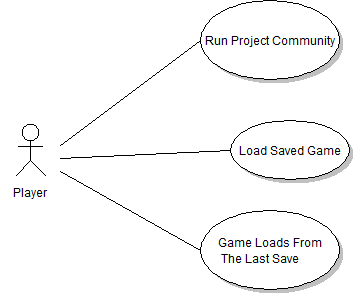 Run Project Community
Load Saved Game
Player
Game Loads From
The Last Save